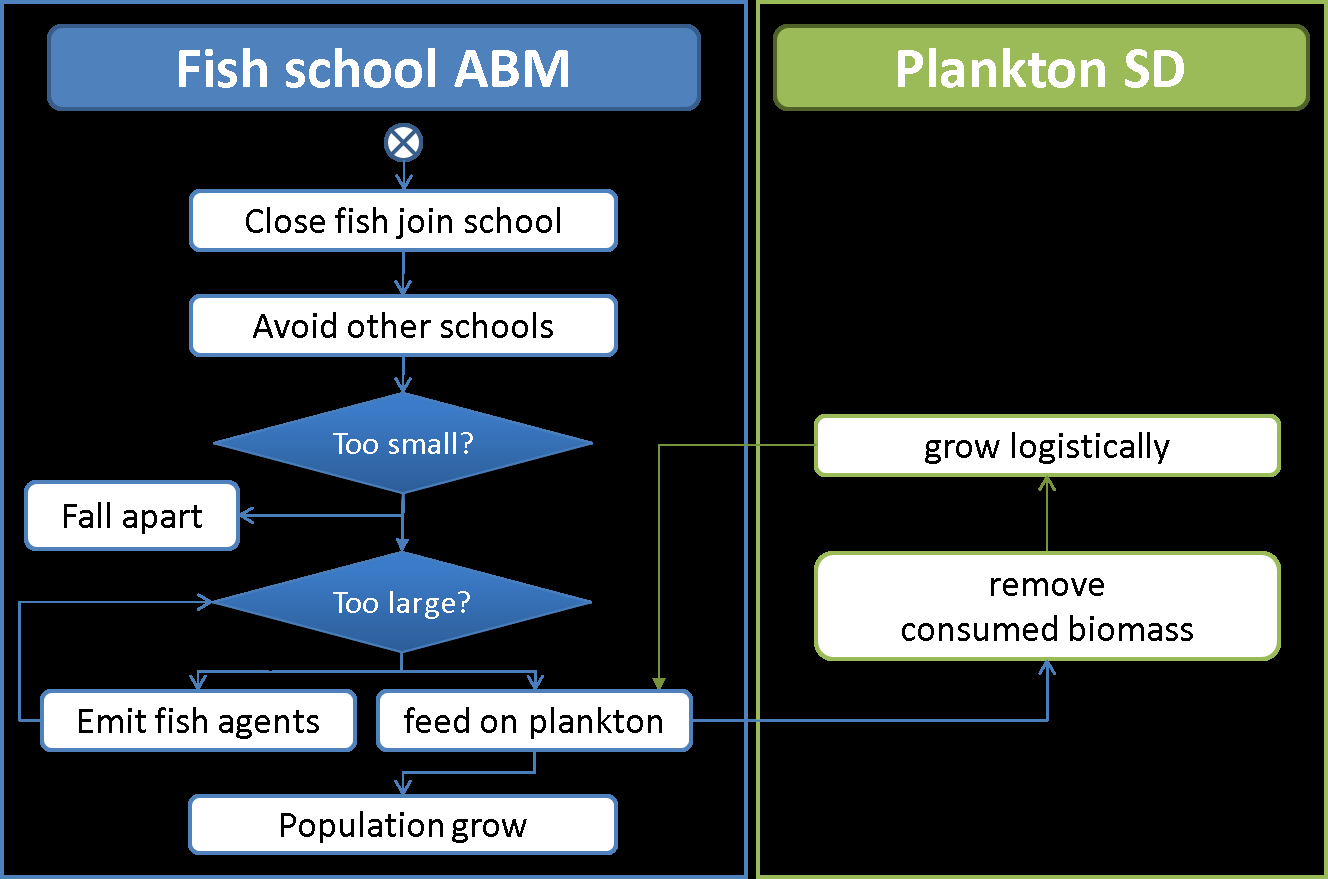 Fish school ABM
Plankton SD
Close fish join school
Avoid other schools
Too small?
grow logistically
Fall apart
Too large?
remove
consumed biomass
Emit fish agents
feed on plankton
Population grow